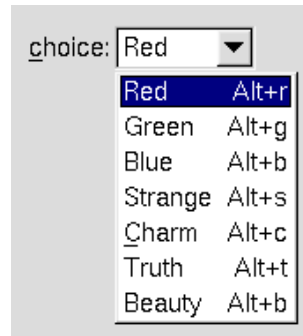 choice: Red
Red Alt+r
Green Alt+g
Blue Alt+b
Strange Alt+s
Charm Alt+c
Truth Alt+t
Beauty Alt+b